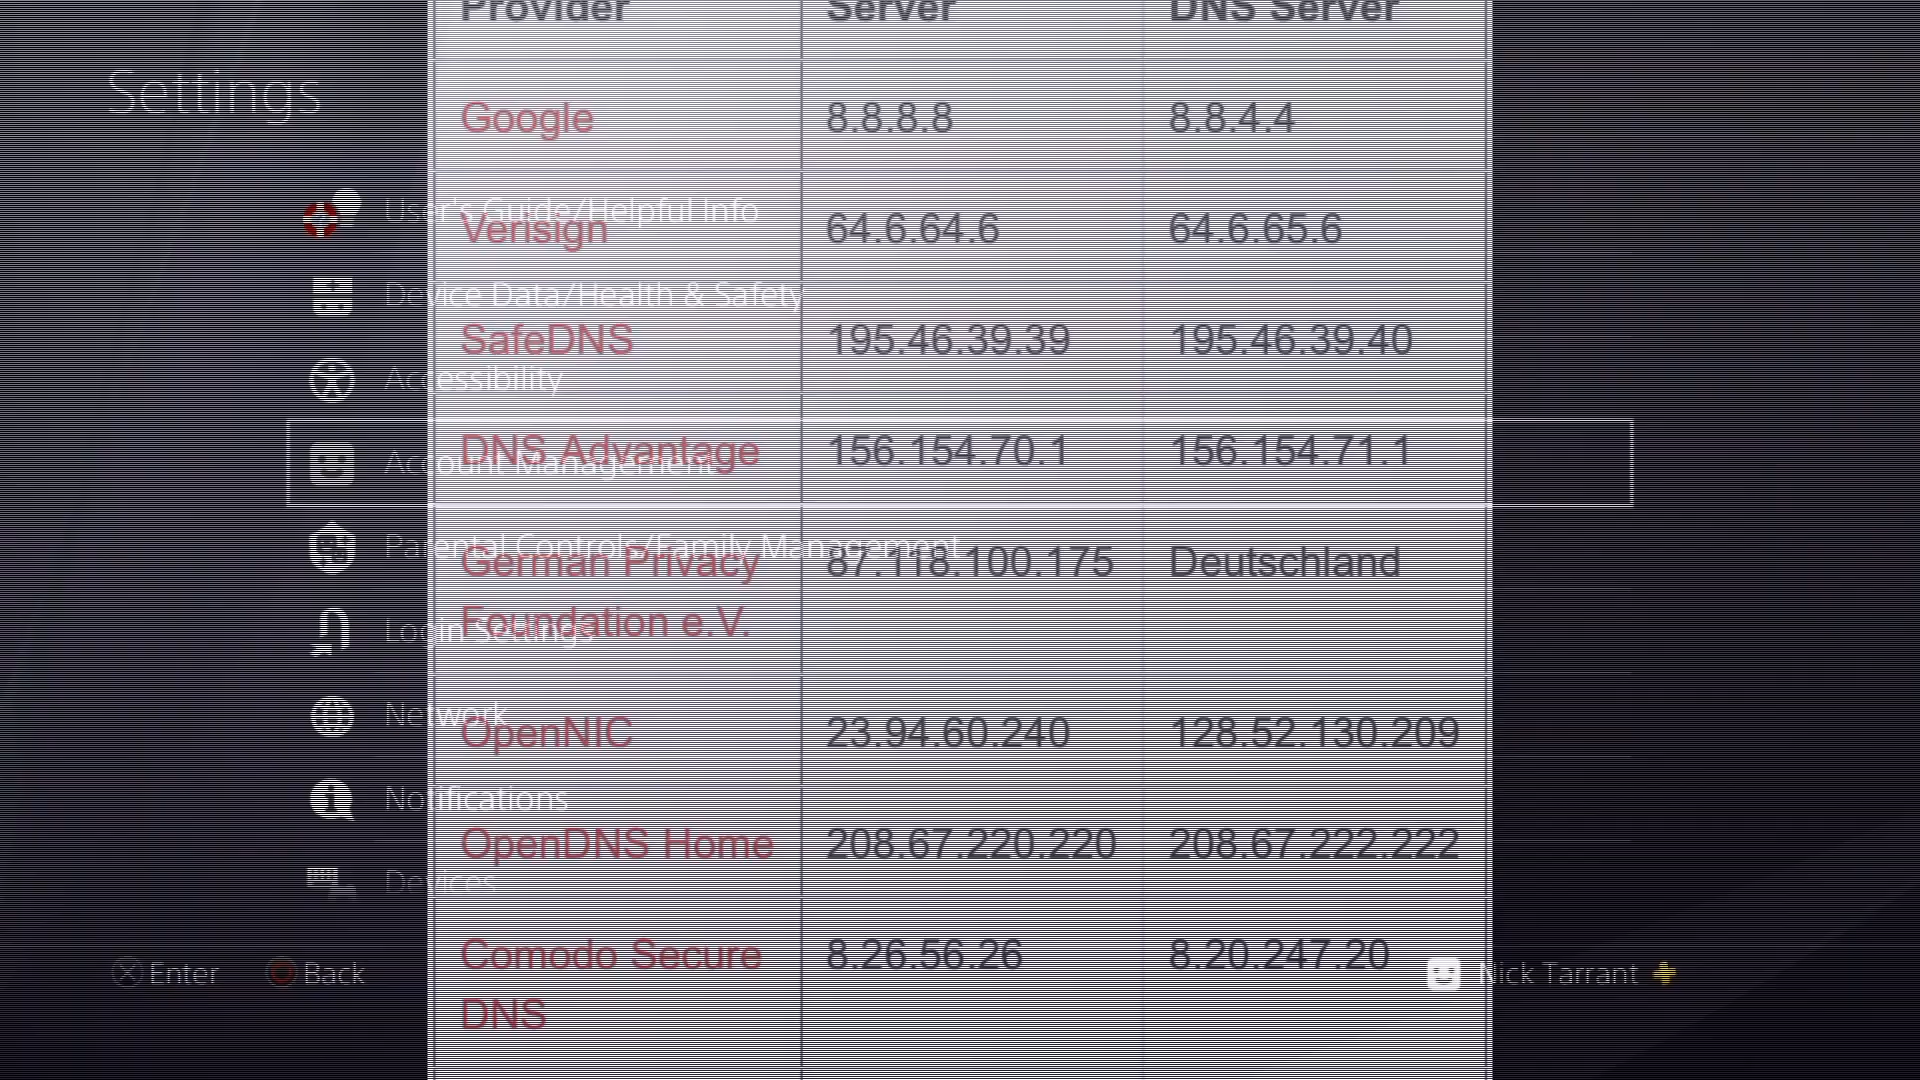 Provider Server DNS Server
Settings
Google 8.8.8.8 8.8.4.4
User's Guide/Helpful Info
Verisign 64.6.64.6 64.6.65.6
Device Data/Health & Safety
SafeDNS 195.46.39.39 195.46.39.40
Accessibility
DNS Advantage 156.154.70.1 156.154.71.1
Account Management
Parental Controls/Family Management
German Privacy 87.118.100.175 Deutschland
Foundation e.V.
Login Settings
Network
OpenNIC 23.94.60.240 128.52.130.209
Notifications
OpenDNS Home 208.67.220.220 208.67.222.222
Devices
Comodo Secure 8.26.56.26 8.20.247.20
DNS
Enter Back Nick Tarrant